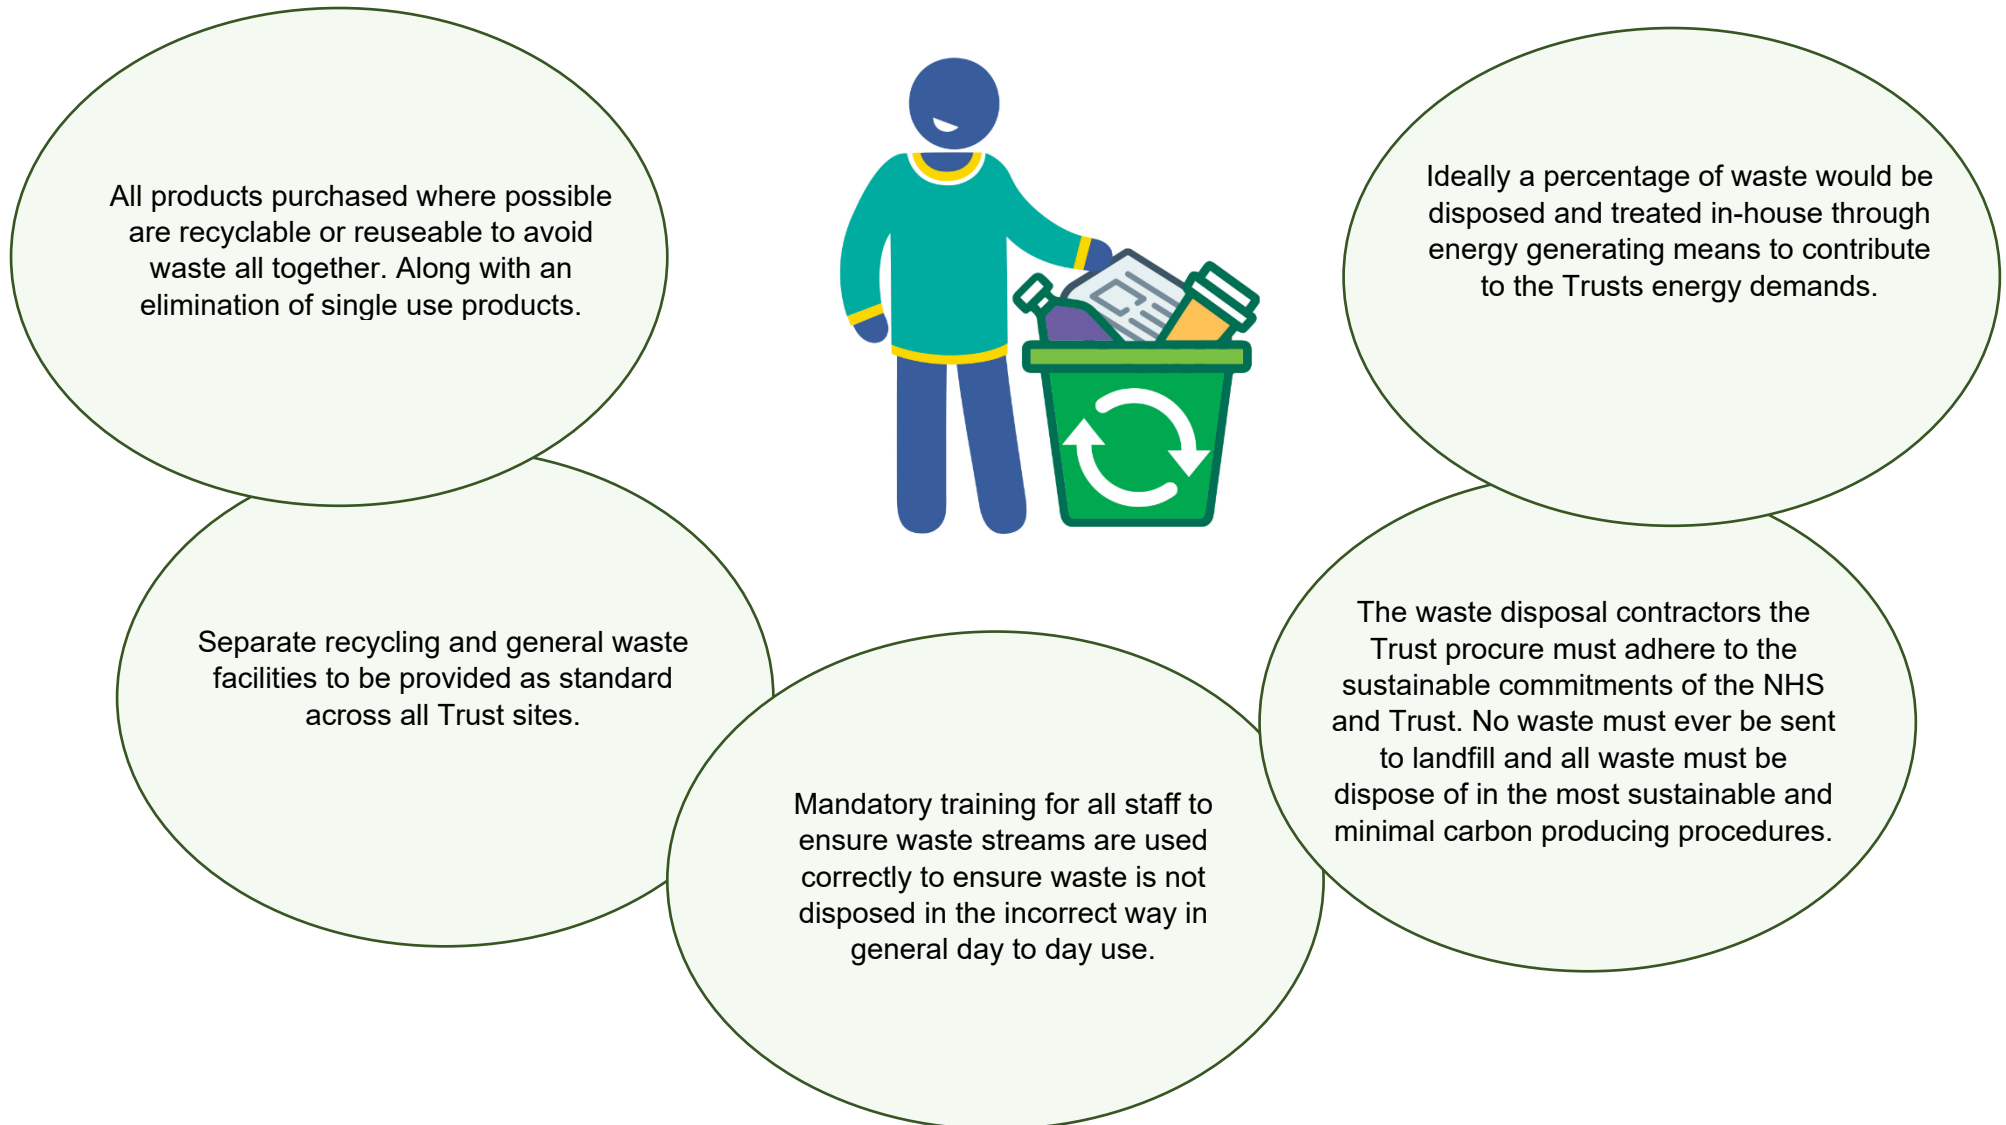 All products purchased where possible
are recyclable or reuseable to avoid
waste all together. Along with an
elimination of single use products.
Separate recycling and general waste
facilities to be provided as standard
across all Trust sites.
Mandatory training for all staff to
ensure waste streams are used
correctly to ensure waste is not
disposed in the incorrect way in
general day to day use.
The waste disposal contractors the
Trust procure must adhere to the
sustainable commitments of the NHS
and Trust. No waste must ever be sent
to landfill and all waste must be
dispose of in the most sustainable and
minimal carbon producing procedures.
Ideally a percentage of waste would be
disposed and treated in-house through
energy generating means to contribute
to the Trusts energy demands.